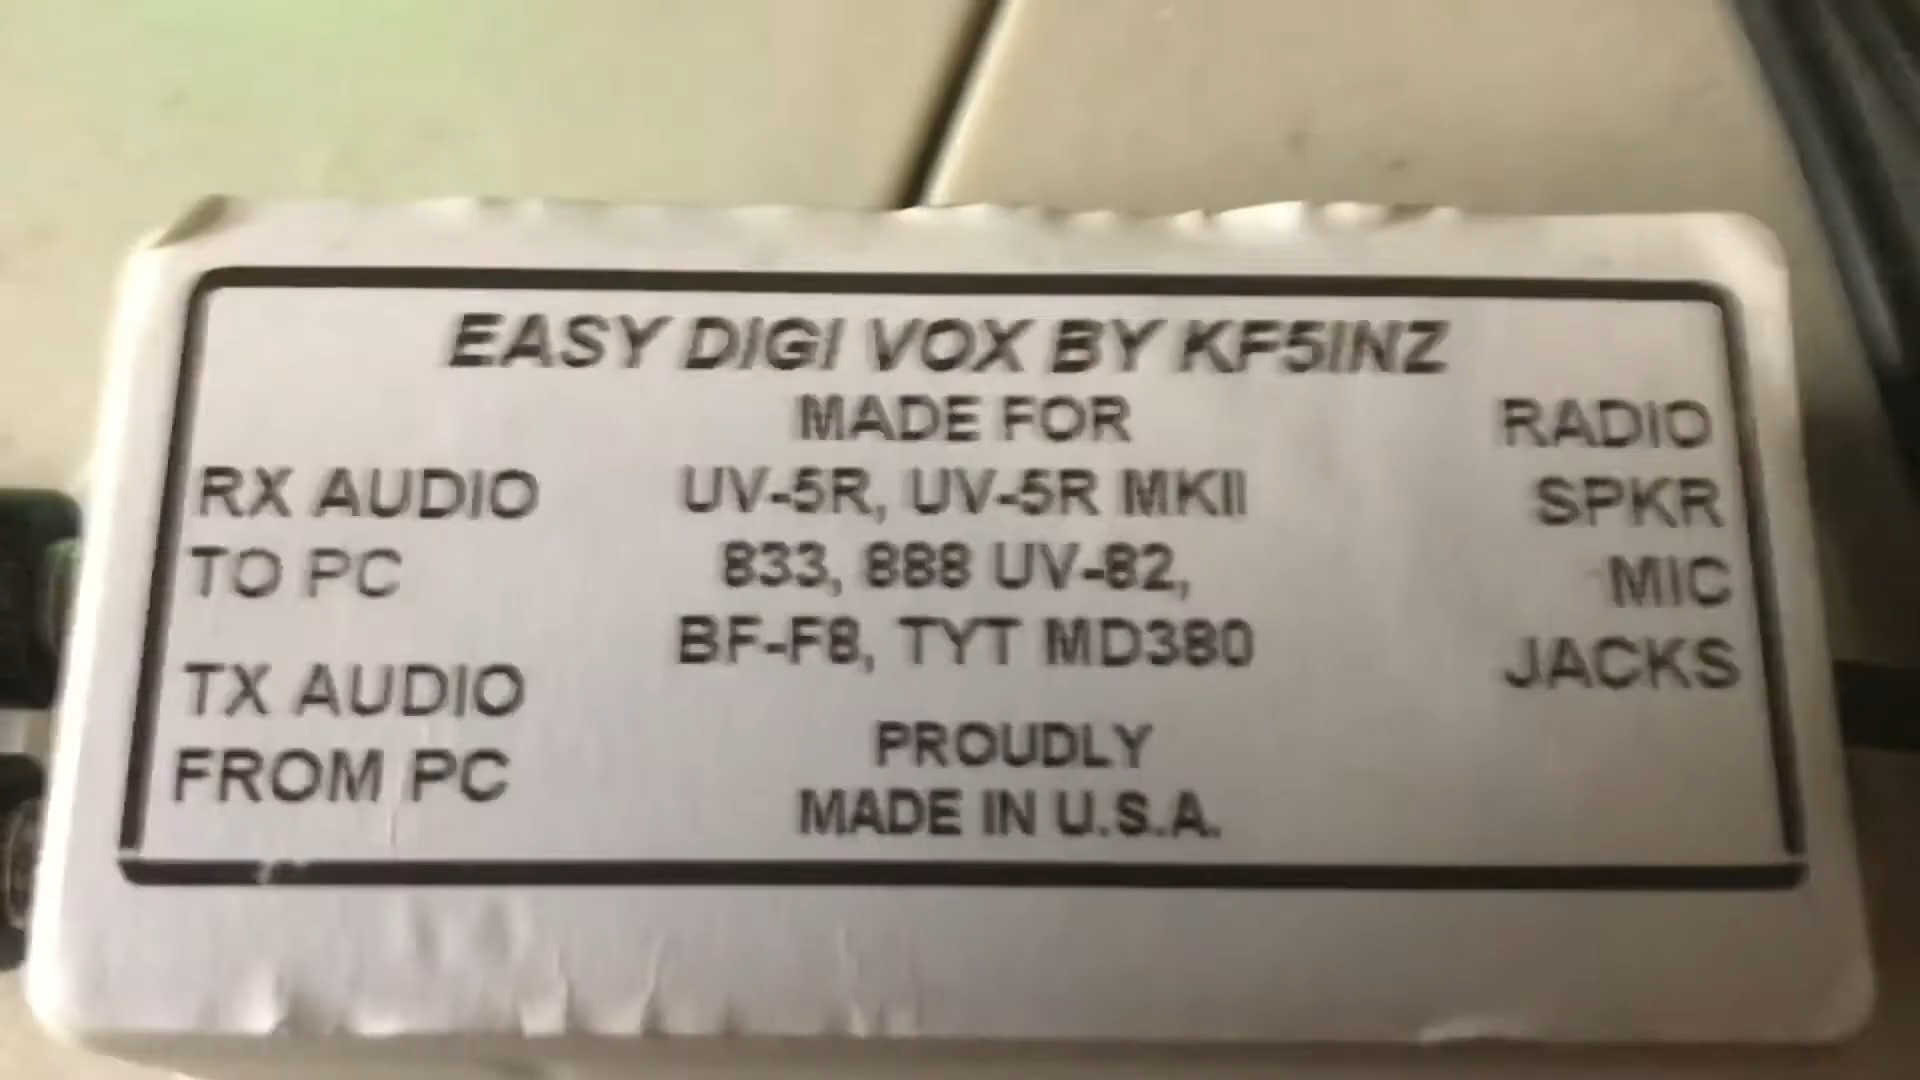 EASY DIGI VOX BY KF5INZ
MADE FOR
UV-5R, UV-5R MKII
833, 888 UV-82,
BF-F8, TYT MD380
PROUDLY
MADE IN U.S.A.
RX AUDIO
TO PC
TX AUDIO
FROM PC
RADIO
SPKR
MIC
JACKS